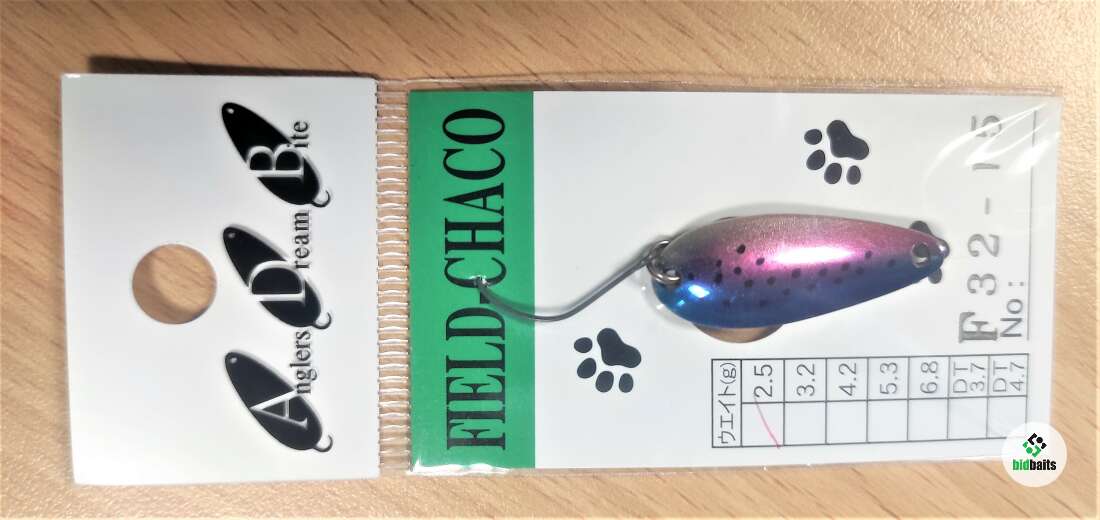 Anglers
Dream
Bite
FIELD-CHACO
ウエイト(g)
2.5
3.2
4.2
5.3
6.8
DT
3.7
DT
4.7
F32-15
No:
bidbaits